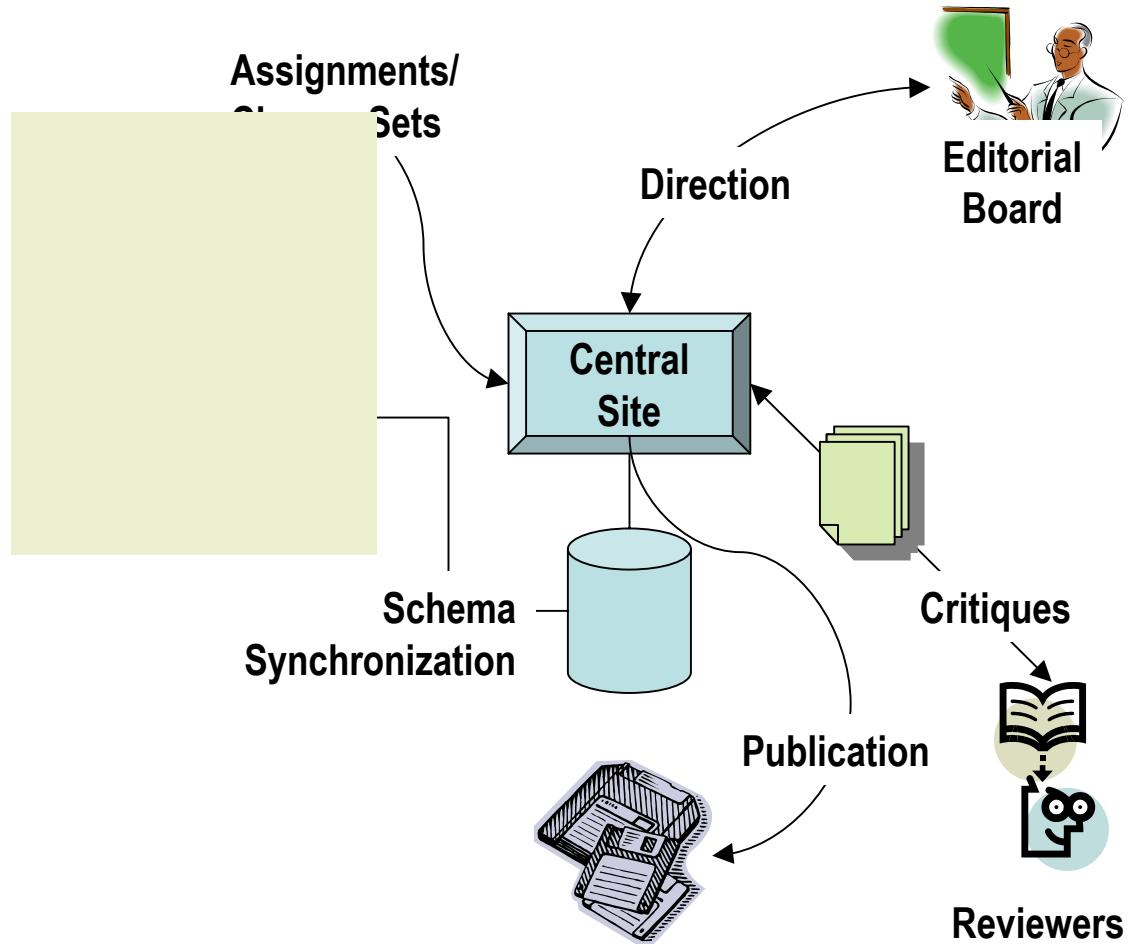 Assignments/
Sets
Direction
Editorial
Board
Central
Site
Schema
Synchronization
Critiques
Publication
Reviewers